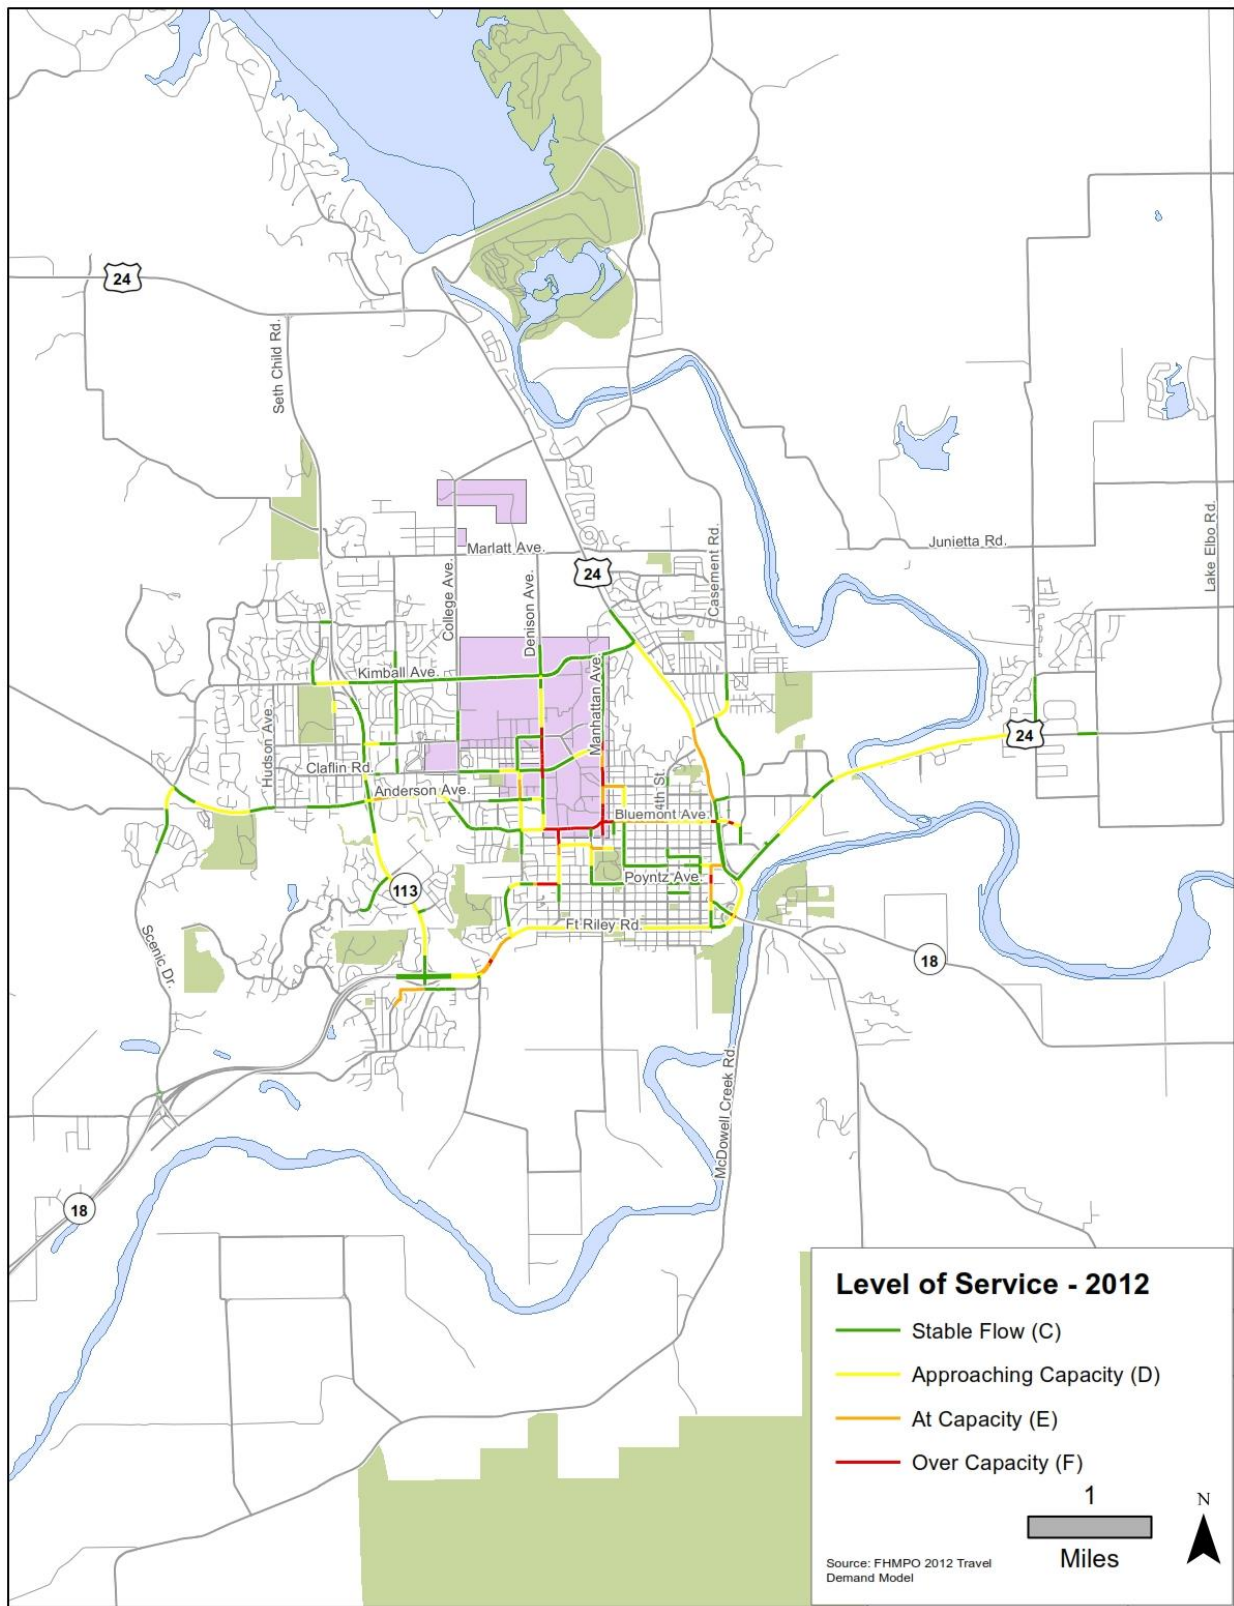 24
Seth Child Rd.
Marlatt Ave.
Junietta Rd.
Lake Elbo Rd.
24
Casement Rd.
College Ave.
Denison Ave.
Kimball Ave.
Manhattan Ave.
Hudson Ave.
24
Claflin Rd.
Anderson Ave.
4th St.
Bluemont Ave.
Poyntz Ave.
113
Ft Riley Rd.
Scenic Dr.
18
McDowell Creek Rd.
18
Level of Service - 2012
Stable Flow (C)
Approaching Capacity (D)
At Capacity (E)
Over Capacity (F)
1
Miles
N
Source: FHMPO 2012 Travel
Demand Model